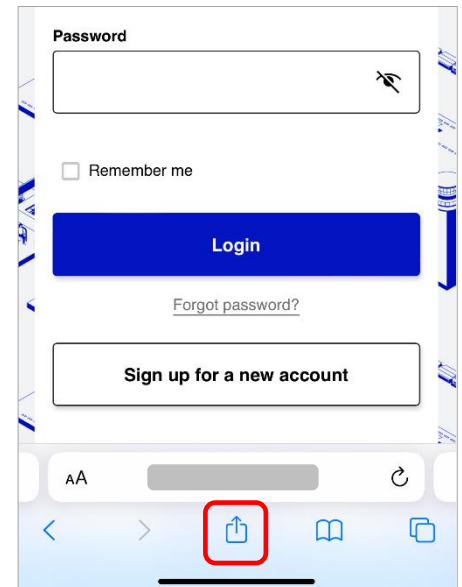 Password
Remember me
Login
Forgot password?
Sign up for a new account
AA